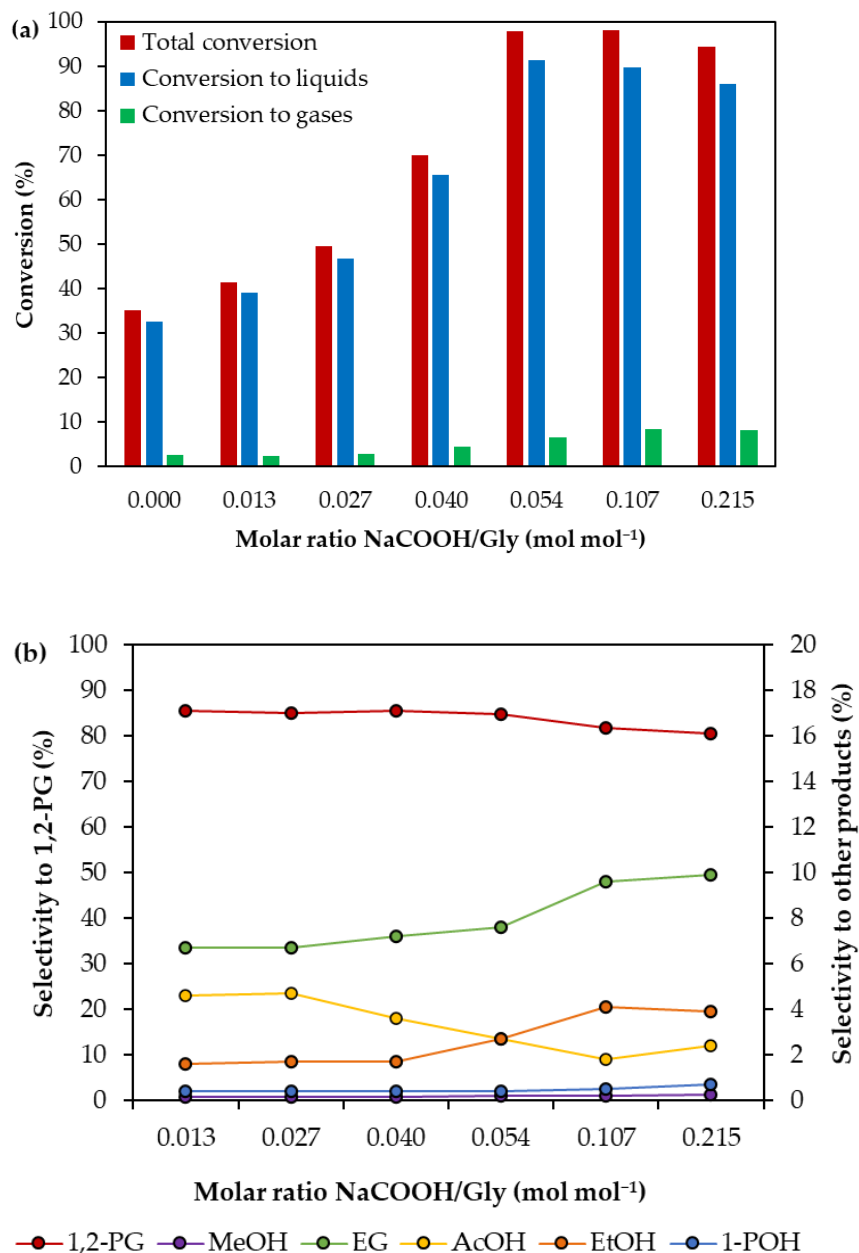 (a)
Total conversion
Conversion to liquids
Conversion to gases
Conversion (%)
100
90
80
70
60
50
40
30
20
10
0
0.000 0.013 0.027 0.040 0.054 0.107 0.215
Molar ratio NaCOOH/Gly (mol mol⁻¹)
(b)
Selectivity to 1,2-PG (%)
100
90
80
70
60
50
40
30
20
10
0
20
18
16
14
12
10
8
6
4
2
0
Selectivity to other products (%)
0.013 0.027 0.040 0.054 0.107 0.215
Molar ratio NaCOOH/Gly (mol mol⁻¹)
1,2-PG MeOH EG AcOH EtOH 1-POH